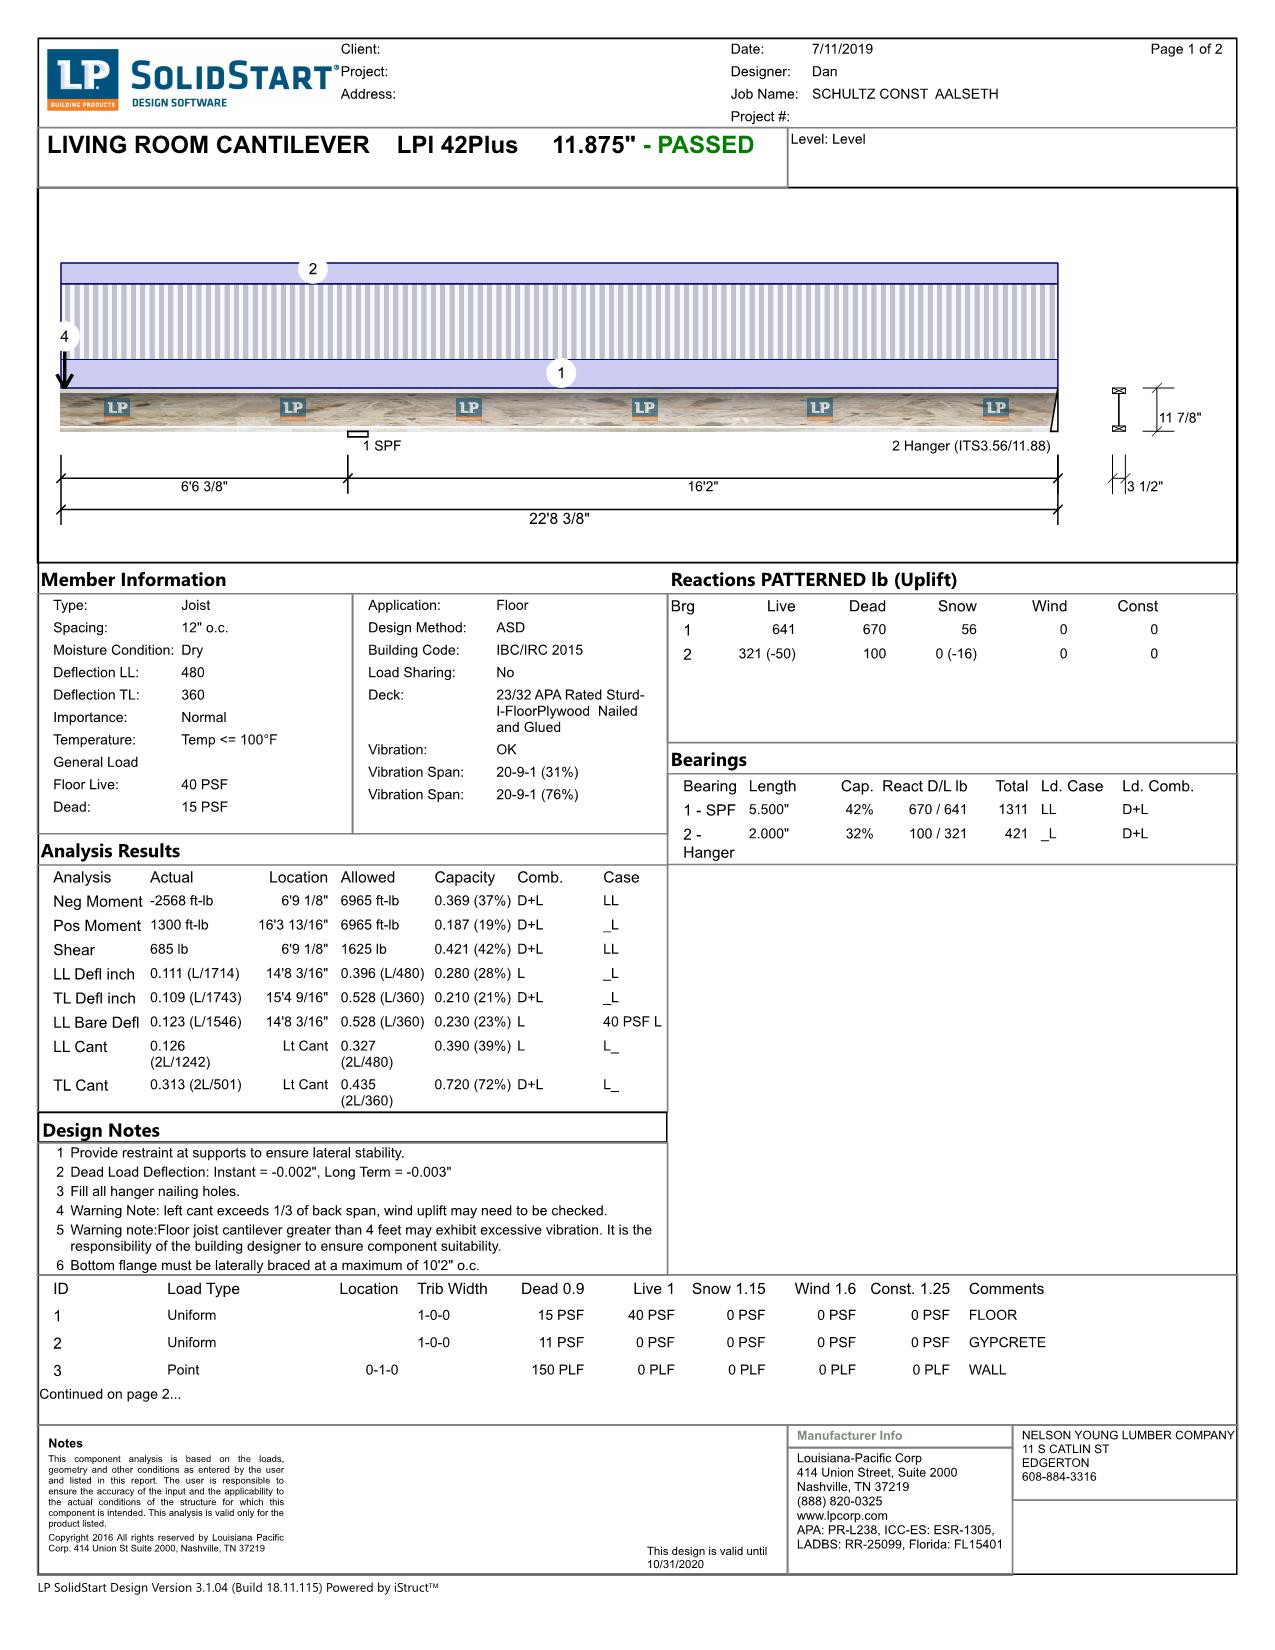 LP BUILDING PRODUCTS
SOLIDSTART®
DESIGN SOFTWARE
Client:
Project:
Address:
Date: 7/11/2019
Designer: Dan
Job Name: SCHULTZ CONST AALSETH
Project #:
Page 1 of 2
LIVING ROOM CANTILEVER LPI 42Plus 11.875" - PASSED
Level: Level
2
4
1
LP LP LP LP LP LP
1 SPF
2 Hanger (ITS3.56/11.88)
11 7/8"
6'6 3/8"
16'2"
3 1/2"
22'8 3/8"
Member Information
Type: Joist
Spacing: 12" o.c.
Moisture Condition: Dry
Deflection LL: 480
Deflection TL: 360
Importance: Normal
Temperature: Temp <= 100°F
General Load
Floor Live: 40 PSF
Dead: 15 PSF
Application: Floor
Design Method: ASD
Building Code: IBC/IRC 2015
Load Sharing: No
Deck: 23/32 APA Rated Sturd-
I-FloorPlywood Nailed
and Glued
Vibration: OK
Vibration Span: 20-9-1 (31%)
Vibration Span: 20-9-1 (76%)
Reactions PATTERNED lb (Uplift)
Brg Live Dead Snow Wind Const
1 641 670 56 0 0
2 321 (-50) 100 0 (-16) 0 0
Bearings
Bearing Length Cap. React D/L lb Total Ld. Case Ld. Comb.
1 - SPF 5.500" 42% 670 / 641 1311 LL D+L
2 - 2.000" 32% 100 / 321 421 _L D+L
Hanger
Analysis Results
Analysis Actual Location Allowed Capacity Comb. Case
Neg Moment -2568 ft-lb 6'9 1/8" 6965 ft-lb 0.369 (37%) D+L LL
Pos Moment 1300 ft-lb 16'3 13/16" 6965 ft-lb 0.187 (19%) D+L _L
Shear 685 lb 6'9 1/8" 1625 lb 0.421 (42%) D+L LL
LL Defl inch 0.111 (L/1714) 14'8 3/16" 0.396 (L/480) 0.280 (28%) L _L
TL Defl inch 0.109 (L/1743) 15'4 9/16" 0.528 (L/360) 0.210 (21%) D+L _L
LL Bare Defl 0.123 (L/1546) 14'8 3/16" 0.528 (L/360) 0.230 (23%) L 40 PSF L
LL Cant 0.126 Lt Cant 0.327 0.390 (39%) L L_
(2L/1242) (2L/480)
TL Cant 0.313 (2L/501) Lt Cant 0.435 0.720 (72%) D+L L_
(2L/360)
Design Notes
1 Provide restraint at supports to ensure lateral stability.
2 Dead Load Deflection: Instant = -0.002", Long Term = -0.003"
3 Fill all hanger nailing holes.
4 Warning Note: left cant exceeds 1/3 of back span, wind uplift may need to be checked.
5 Warning note:Floor joist cantilever greater than 4 feet may exhibit excessive vibration. It is the
responsibility of the building designer to ensure component suitability.
6 Bottom flange must be laterally braced at a maximum of 10'2" o.c.
ID Load Type Location Trib Width Dead 0.9 Live 1 Snow 1.15 Wind 1.6 Const. 1.25 Comments
1 Uniform 1-0-0 15 PSF 40 PSF 0 PSF 0 PSF 0 PSF FLOOR
2 Uniform 1-0-0 11 PSF 0 PSF 0 PSF 0 PSF 0 PSF GYPCRETE
3 Point 0-1-0 150 PLF 0 PLF 0 PLF 0 PLF 0 PLF WALL
Continued on page 2...
Notes
This component analysis is based on the loads,
geometry and other conditions as entered by the user
and listed in this report. The user is responsible to
ensure the accuracy of the input and the applicability to
the actual conditions of the structure for which this
component is intended. This analysis is valid only for the
product listed.
Copyright 2016 All rights reserved by Louisiana Pacific
Corp. 414 Union St Suite 2000, Nashville, TN 37219
This design is valid until
10/31/2020
Manufacturer Info
Louisiana-Pacific Corp
414 Union Street, Suite 2000
Nashville, TN 37219
(888) 820-0325
www.lpcorp.com
APA: PR-L238, ICC-ES: ESR-1305,
LADBS: RR-25099, Florida: FL15401
NELSON YOUNG LUMBER COMPANY
11 S CATLIN ST
EDGERTON
608-884-3316
LP SolidStart Design Version 3.1.04 (Build 18.11.115) Powered by iStruct™